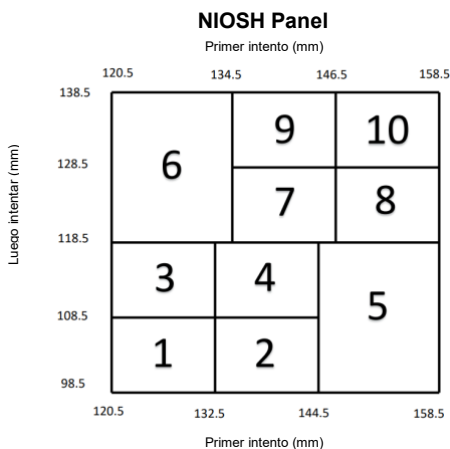 NIOSH Panel
Primer intento (mm)
120.5 134.5 146.5 158.5
138.5
9 10
6
128.5
7 8
Luego intentar (mm)
118.5
3 4
5
108.5
1 2
98.5
120.5 132.5 144.5 158.5
Primer intento (mm)